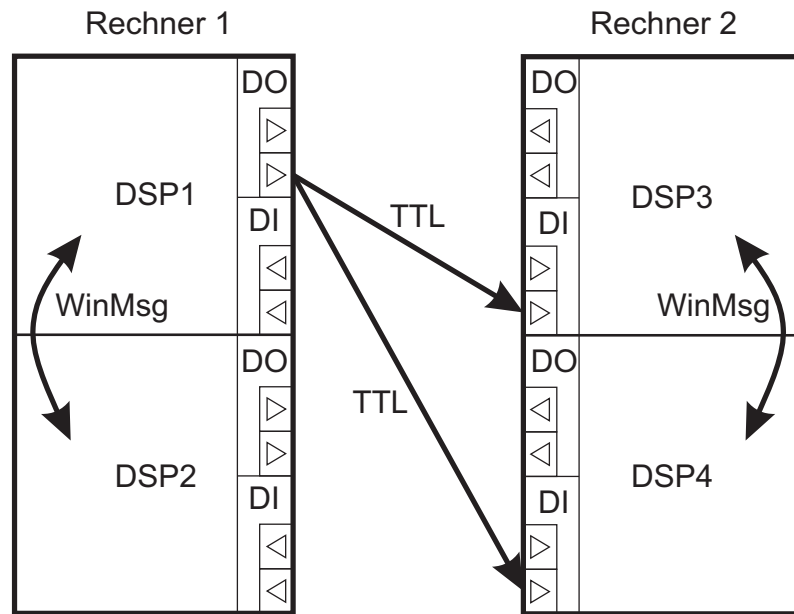 Rechner 1
Rechner 2
DO
DSP1
DI
TTL
WinMsg
DO
DSP2
DI
TTL
DO
DSP3
DI
WinMsg
DO
DSP4
DI